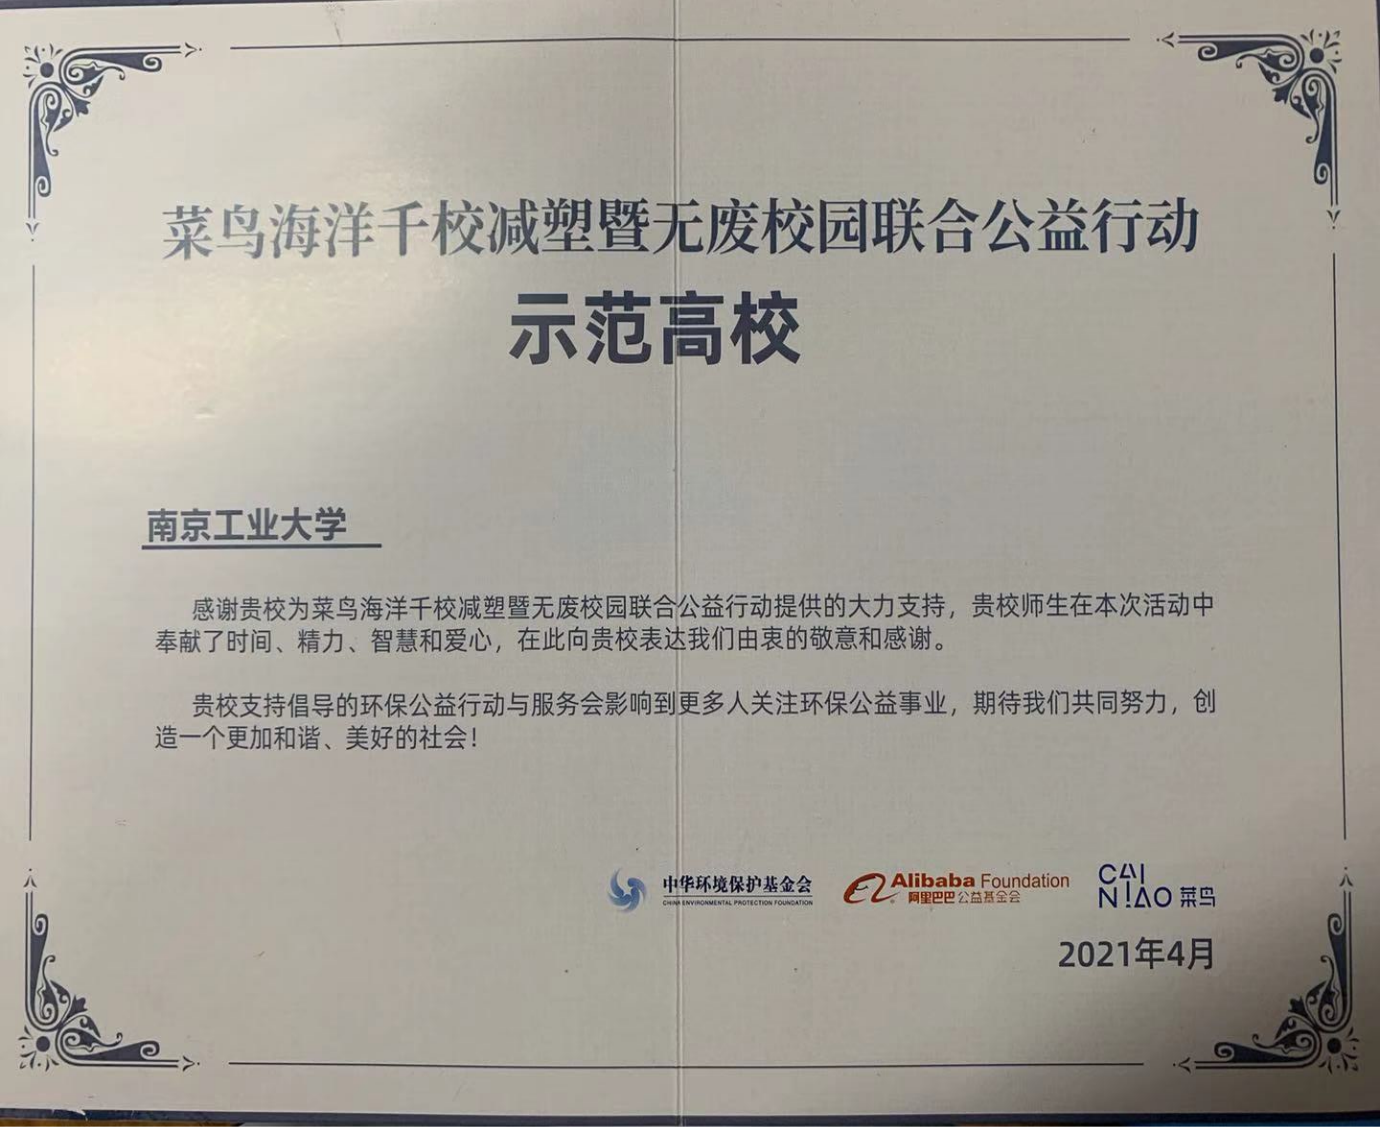 菜鸟海洋千校减塑暨无废校园联合公益行动
示范高校
南京工业大学
感谢贵校为菜鸟海洋千校减塑暨无废校园联合公益行动提供的大力支持，贵校师生在本次活动中
奉献了时间、精力、智慧和爱心，在此向贵校表达我们由衷的敬意和感谢。
贵校支持倡导的环保公益行动与服务会影响到更多人关注环保公益事业，期待我们共同努力，创
造一个更加和谐、美好的社会！
中华环境保护基金会
CHINA ENVIRONMENTAL PROTECTION FOUNDATION
Alibaba Foundation
阿里巴巴公益基金会
CAI
NIAO 菜鸟
2021年4月